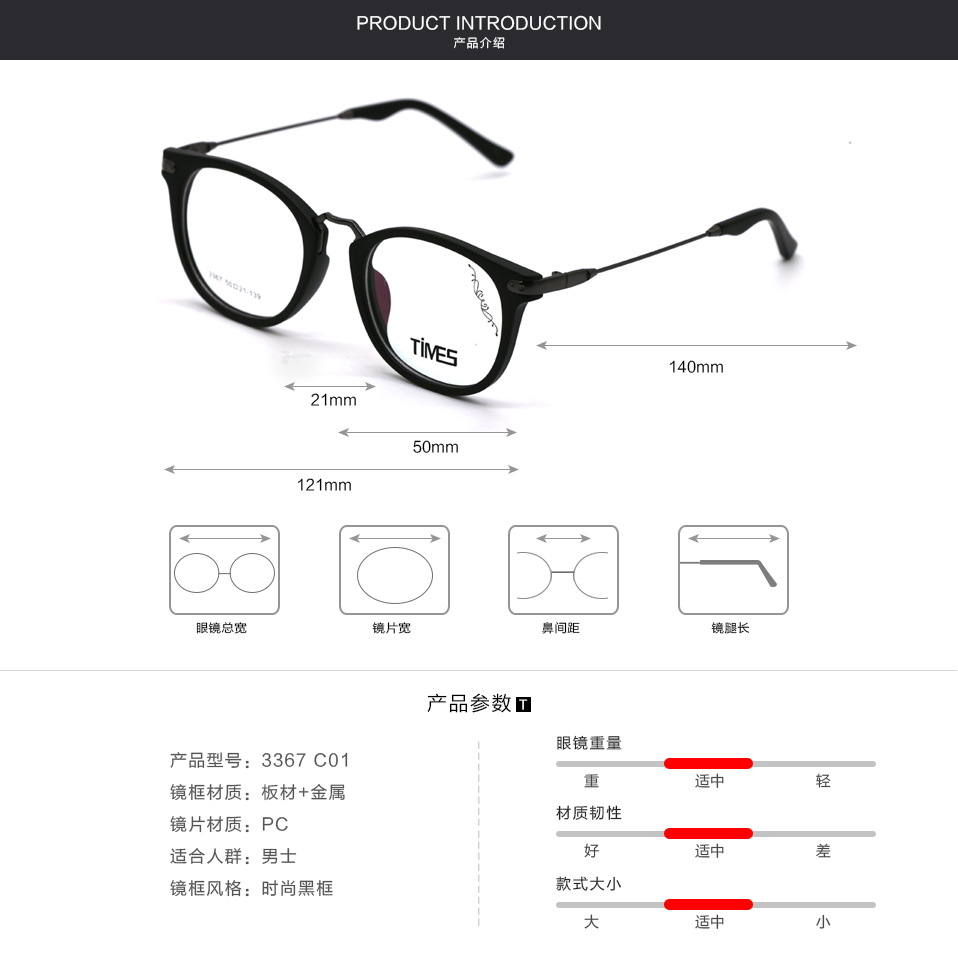 PRODUCT INTRODUCTION
产品介绍
3367 50□21-139
TiMES
140mm
21mm
50mm
121mm
眼镜总宽
镜片宽
鼻间距
镜腿长
产品参数 T
产品型号：3367 C01
镜框材质：板材+金属
镜片材质：PC
适合人群：男士
镜框风格：时尚黑框
眼镜重量
重 适中 轻
材质韧性
好 适中 差
款式大小
大 适中 小